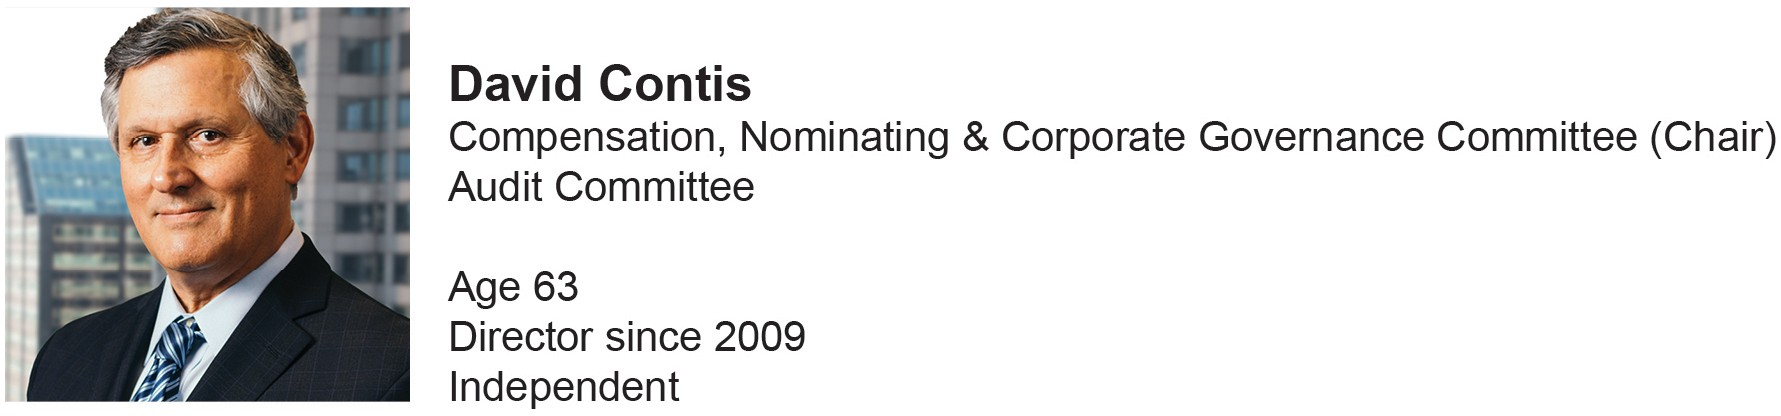 David Contis
Compensation, Nominating & Corporate Governance Committee (Chair)
Audit Committee
Age 63
Director since 2009
Independent